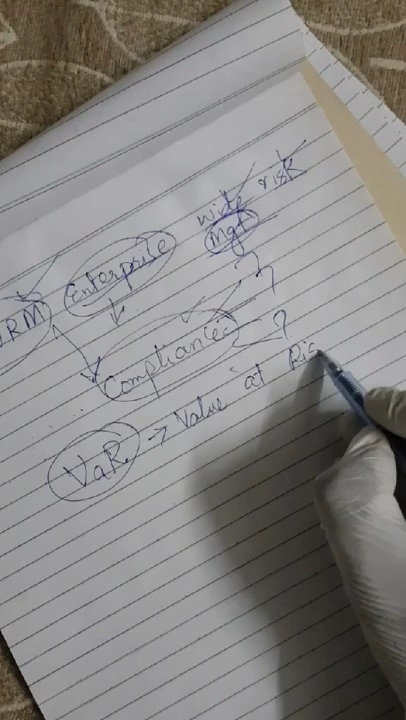 RM Enterprise wide risk
Mgt
Compliance ? ? ?
VaR → Value at Ris